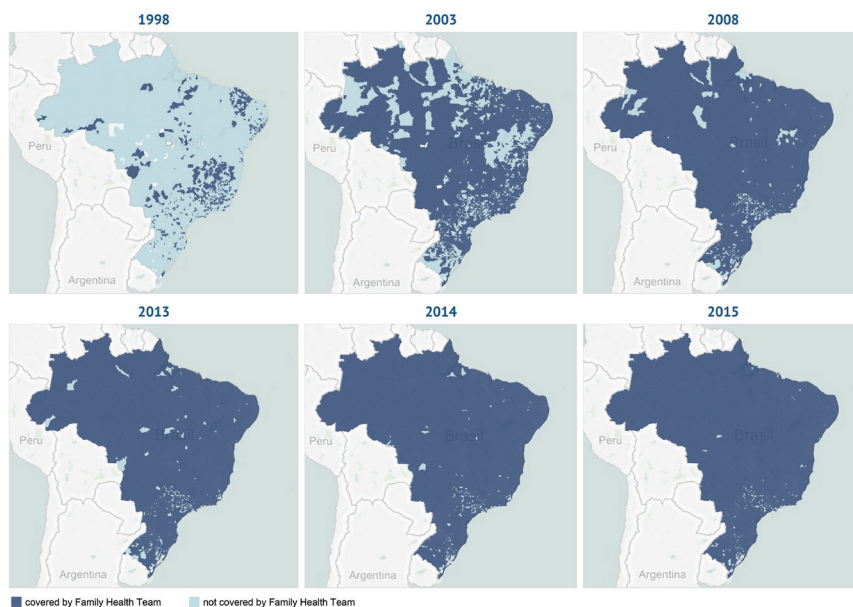 1998
2003
2008
Peru
Argentina
Peru
Brasil
Argentina
Peru
Brasil
Argentina
2013
2014
2015
Peru
Brasil
Argentina
Peru
Brasil
Argentina
Peru
Brasil
Argentina
covered by Family Health Team
not covered by Family Health Team